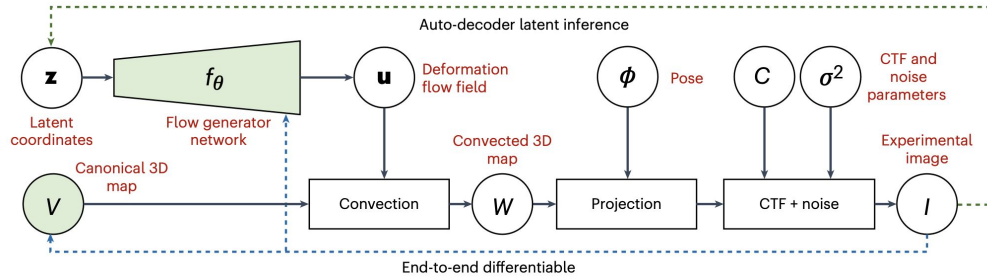 Auto-decoder latent inference
z
f_θ
u
Deformation
flow field
ϕ
Pose
C
σ²
CTF and
noise
parameters
Latent
coordinates
Flow generator
network
Canonical 3D
map
Convected 3D
map
Experimental
image
V
Convection
W
Projection
CTF + noise
I
End-to-end differentiable